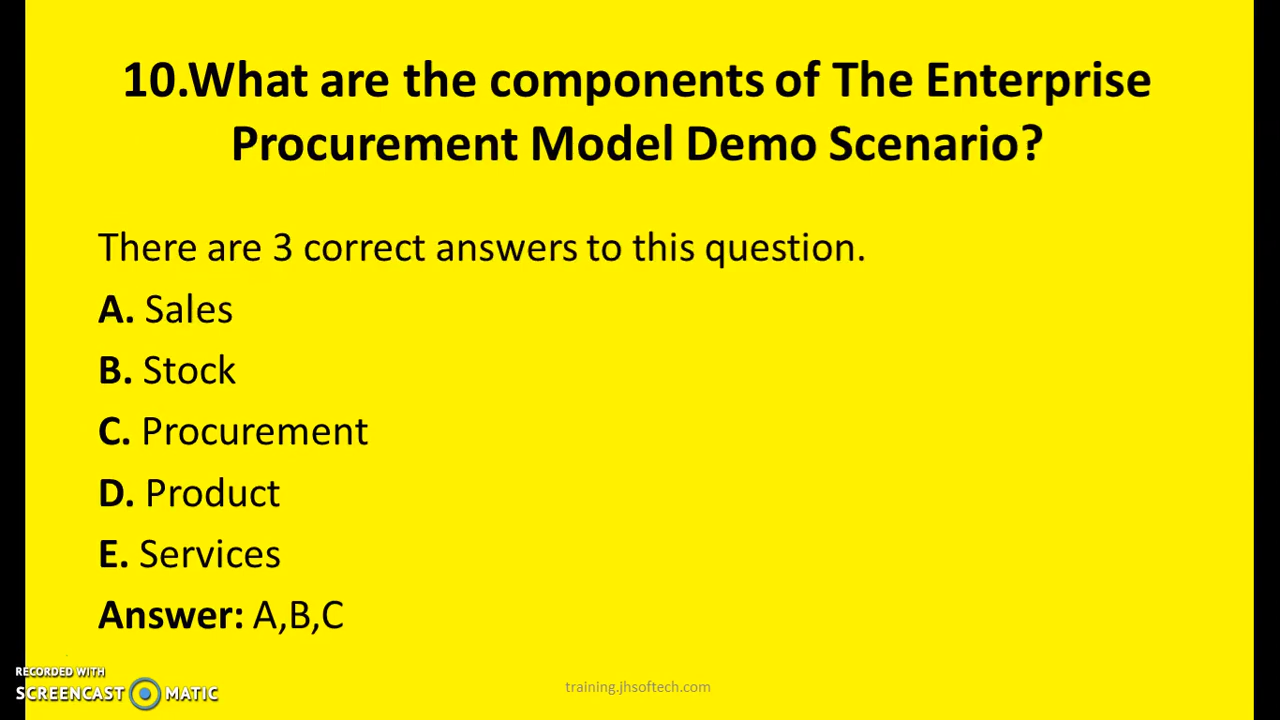 10.What are the components of The Enterprise
Procurement Model Demo Scenario?
There are 3 correct answers to this question.
A. Sales
B. Stock
C. Procurement
D. Product
E. Services
Answer: A,B,C
RECORDED WITH
SCREENCAST MATIC
training.jhsoftech.com